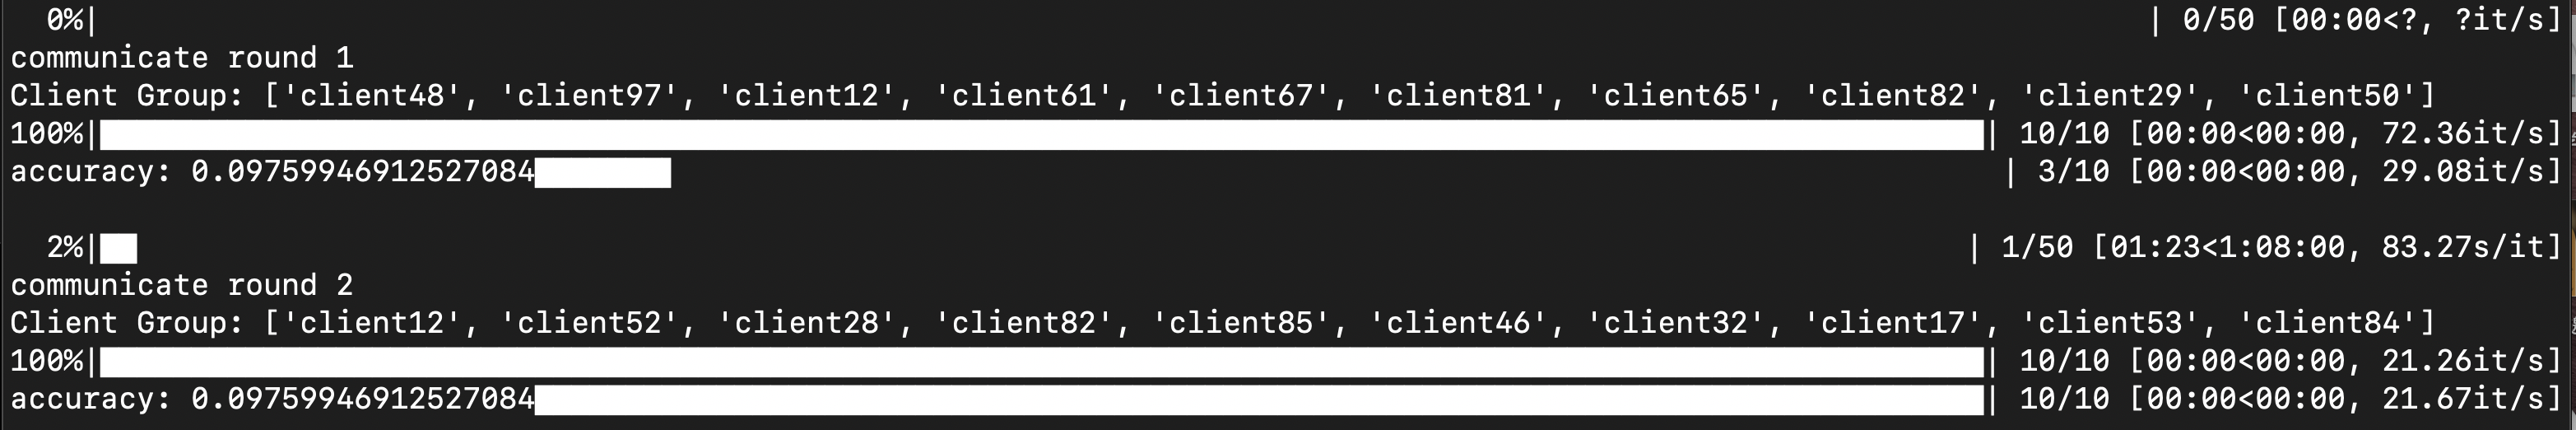 0%| | 0/50 [00:00<?, ?it/s]
communicate round 1
Client Group: ['client48', 'client97', 'client12', 'client61', 'client67', 'client81', 'client65', 'client82', 'client29', 'client50']
100%|██████████| 10/10 [00:00<00:00, 72.36it/s]
accuracy: 0.09759946912527084███ | 3/10 [00:00<00:00, 29.08it/s]
2%|█ | 1/50 [01:23<1:08:00, 83.27s/it]
communicate round 2
Client Group: ['client12', 'client52', 'client28', 'client82', 'client85', 'client46', 'client32', 'client17', 'client53', 'client84']
100%|██████████| 10/10 [00:00<00:00, 21.26it/s]
accuracy: 0.09759946912527084██████████| 10/10 [00:00<00:00, 21.67it/s]